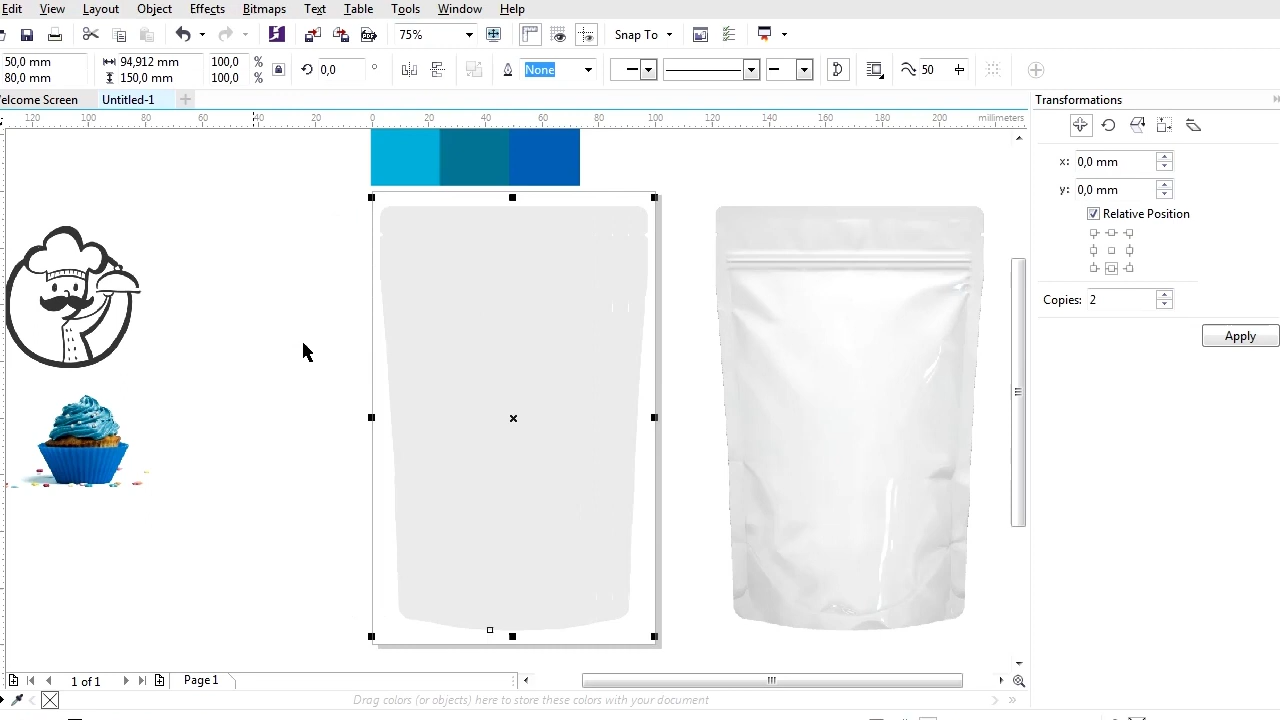 Edit View Layout Object Effects Bitmaps Text Table Tools Window Help
75% Snap To
50,0 mm 94,912 mm 100,0 % 0,0 ° None 50
80,0 mm 150,0 mm 100,0 %
elcome Screen Untitled-1
120 100 80 60 40 20 0 20 40 60 80 100 120 140 160 180 200 millimeters
Transformations
x: 0,0 mm
y: 0,0 mm
Relative Position
Copies: 2
Apply
1 of 1 Page 1
Drag colors (or objects) here to store these colors with your document